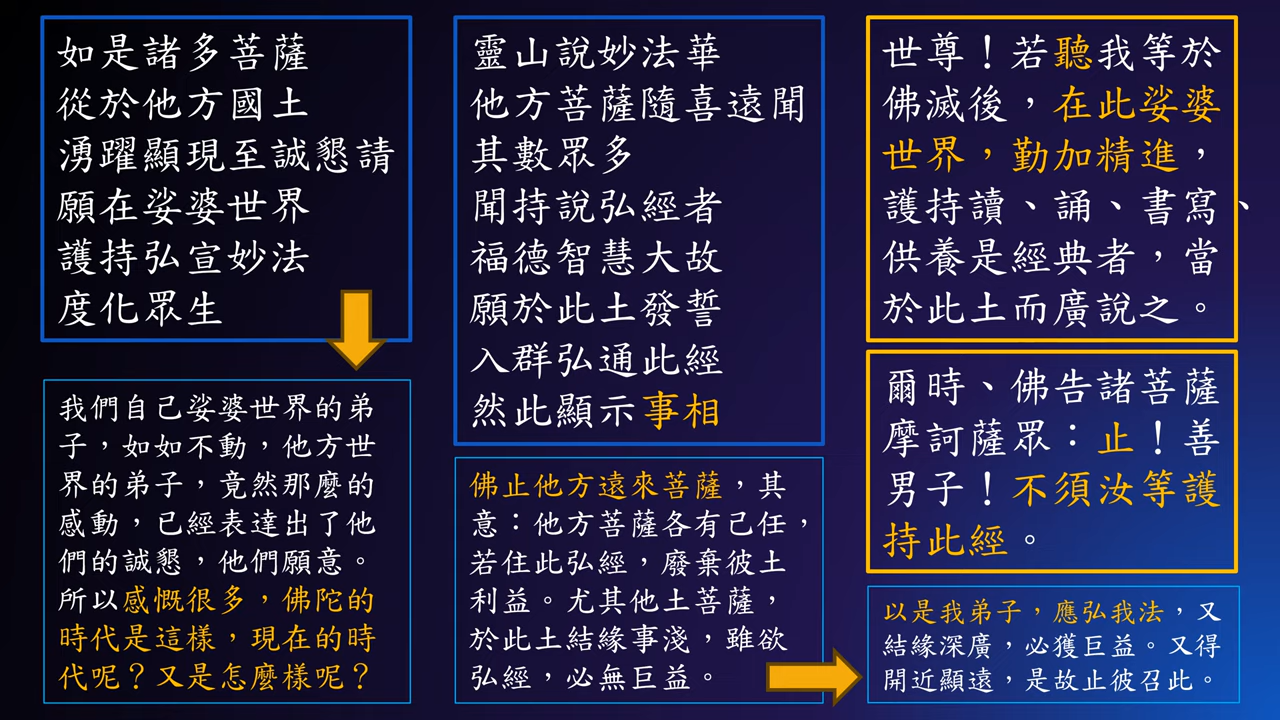 如是諸多菩薩
從於他方國土
湧躍顯現至誠懇請
願在娑婆世界
護持弘宣妙法
度化眾生
我們自己娑婆世界的弟
子，如如不動，他方世
界的弟子，竟然那麼的
感動，已經表達出了他
們的誠懇，他們願意。
所以感慨很多，佛陀的
時代是這樣，現在的時
代呢？又是怎麼樣呢？
靈山說妙法華
他方菩薩隨喜遠聞
其數眾多
聞持說弘經者
福德智慧大故
願於此土發誓
入群弘通此經
然此顯示事相
佛止他方遠來菩薩，其
意：他方菩薩各有己任，
若住此弘經，廢棄彼土
利益。尤其他土菩薩，
於此土結緣事淺，雖欲
弘經，必無巨益。
世尊！若聽我等於
佛滅後，在此娑婆
世界，勤加精進，
護持讀、誦、書寫、
供養是經典者，當
於此土而廣說之。
爾時、佛告諸菩薩
摩訶薩眾：止！善
男子！不須汝等護
持此經。
以是我弟子，應弘我法，又
結緣深廣，必獲巨益。又得
開近顯遠，是故止彼召此。